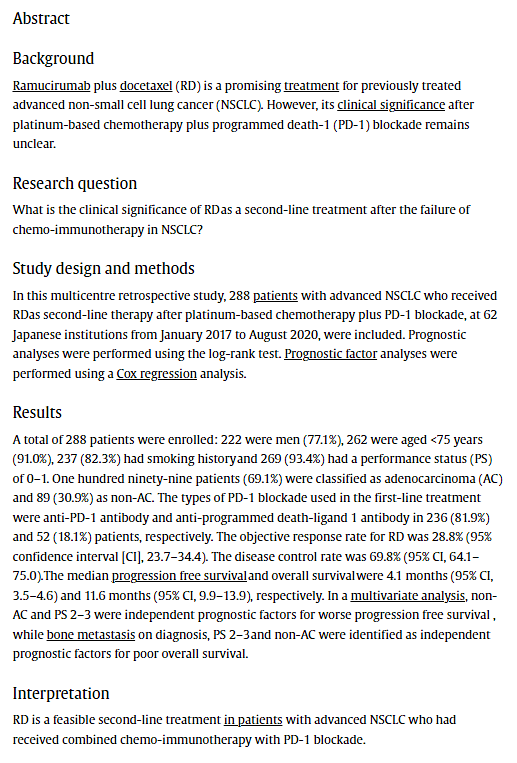 Abstract
Background
Ramucirumab plus docetaxel (RD) is a promising treatment for previously treated
advanced non-small cell lung cancer (NSCLC). However, its clinical significance after
platinum-based chemotherapy plus programmed death-1 (PD-1) blockade remains
unclear.
Research question
What is the clinical significance of RDas a second-line treatment after the failure of
chemo-immunotherapy in NSCLC?
Study design and methods
In this multicentre retrospective study, 288 patients with advanced NSCLC who received
RDas second-line therapy after platinum-based chemotherapy plus PD-1 blockade, at 62
Japanese institutions from January 2017 to August 2020, were included. Prognostic
analyses were performed using the log-rank test. Prognostic factor analyses were
performed using a Cox regression analysis.
Results
A total of 288 patients were enrolled: 222 were men (77.1%), 262 were aged <75 years
(91.0%), 237 (82.3%) had smoking historyand 269 (93.4%) had a performance status (PS)
of 0–1. One hundred ninety-nine patients (69.1%) were classified as adenocarcinoma (AC)
and 89 (30.9%) as non-AC. The types of PD-1 blockade used in the first-line treatment
were anti-PD-1 antibody and anti-programmed death-ligand 1 antibody in 236 (81.9%)
and 52 (18.1%) patients, respectively. The objective response rate for RD was 28.8% (95%
confidence interval [CI], 23.7–34.4). The disease control rate was 69.8% (95% CI, 64.1–
75.0).The median progression free survivaland overall survivalwere 4.1 months (95% CI,
3.5–4.6) and 11.6 months (95% CI, 9.9–13.9), respectively. In a multivariate analysis, non-
AC and PS 2–3 were independent prognostic factors for worse progression free survival ,
while bone metastasis on diagnosis, PS 2–3and non-AC were identified as independent
prognostic factors for poor overall survival.
Interpretation
RD is a feasible second-line treatment in patients with advanced NSCLC who had
received combined chemo-immunotherapy with PD-1 blockade.